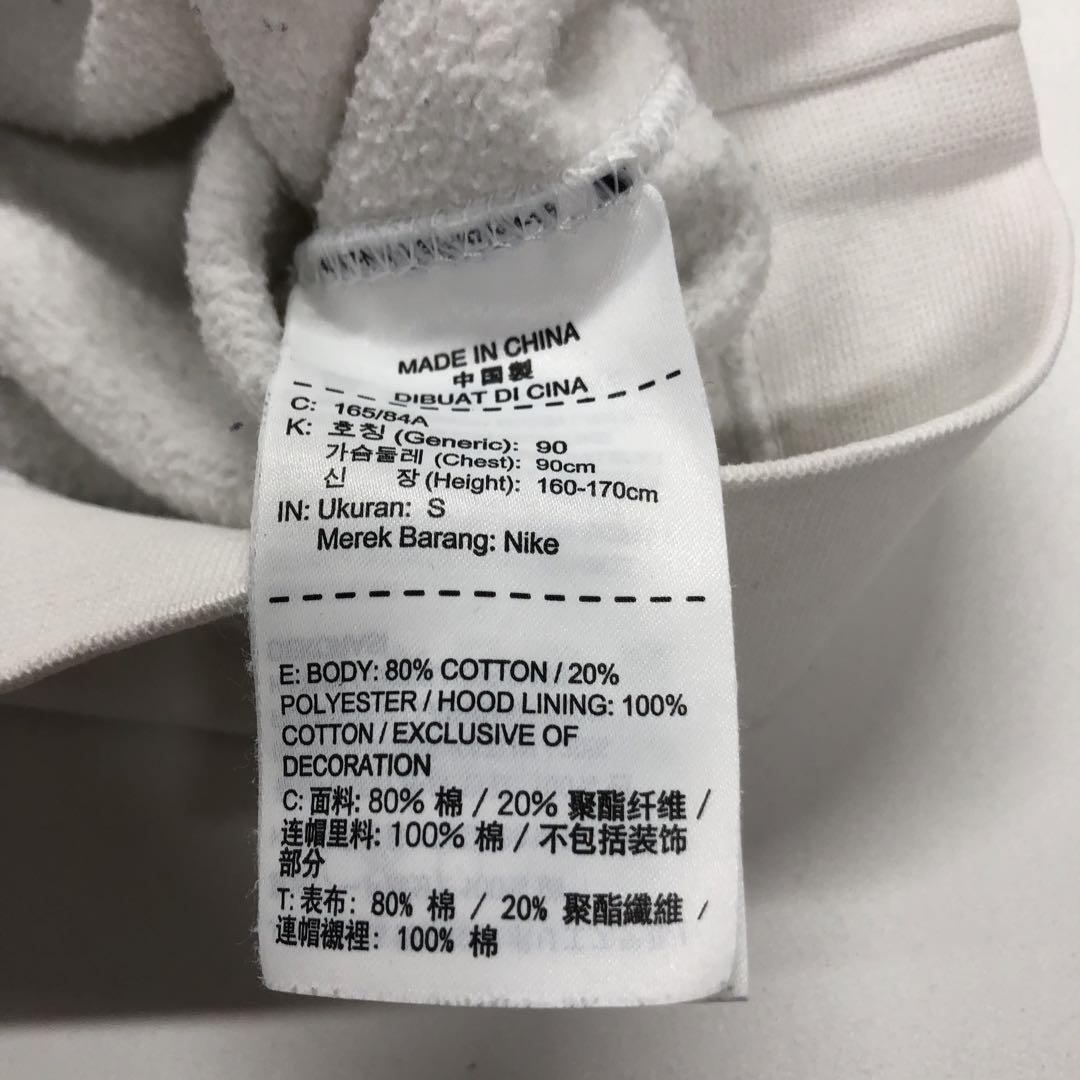 MADE IN CHINA
中国製
DIBUAT DI CINA
C: 165/84A
K: 호칭 (Generic): 90
가슴둘레 (Chest): 90cm
신 장 (Height): 160-170cm
IN: Ukuran: S
Merek Barang: Nike
E: BODY: 80% COTTON / 20%
POLYESTER / HOOD LINING: 100%
COTTON / EXCLUSIVE OF
DECORATION
C: 面料: 80% 棉 / 20% 聚酯纤维 /
连帽里料: 100% 棉 / 不包括装饰
部分
T: 表布: 80% 棉 / 20% 聚酯纖維 /
連帽襯裡: 100% 棉